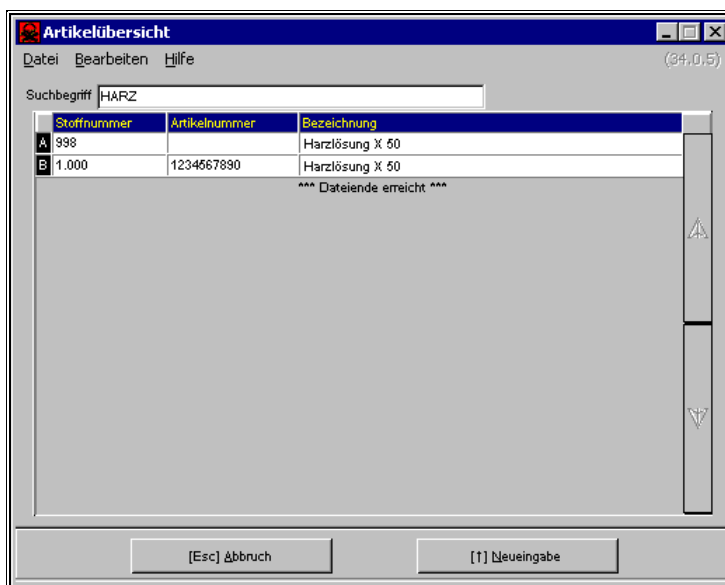 Artikelübersicht
Datei Bearbeiten Hilfe (34.0.5)
Suchbegriff HARZ
Stoffnummer Artikelnummer Bezeichnung
A 998 Harzlösung X 50
B 1.000 1234567890 Harzlösung X 50
*** Dateiende erreicht ***
[Esc] Abbruch [↑] Neueingabe